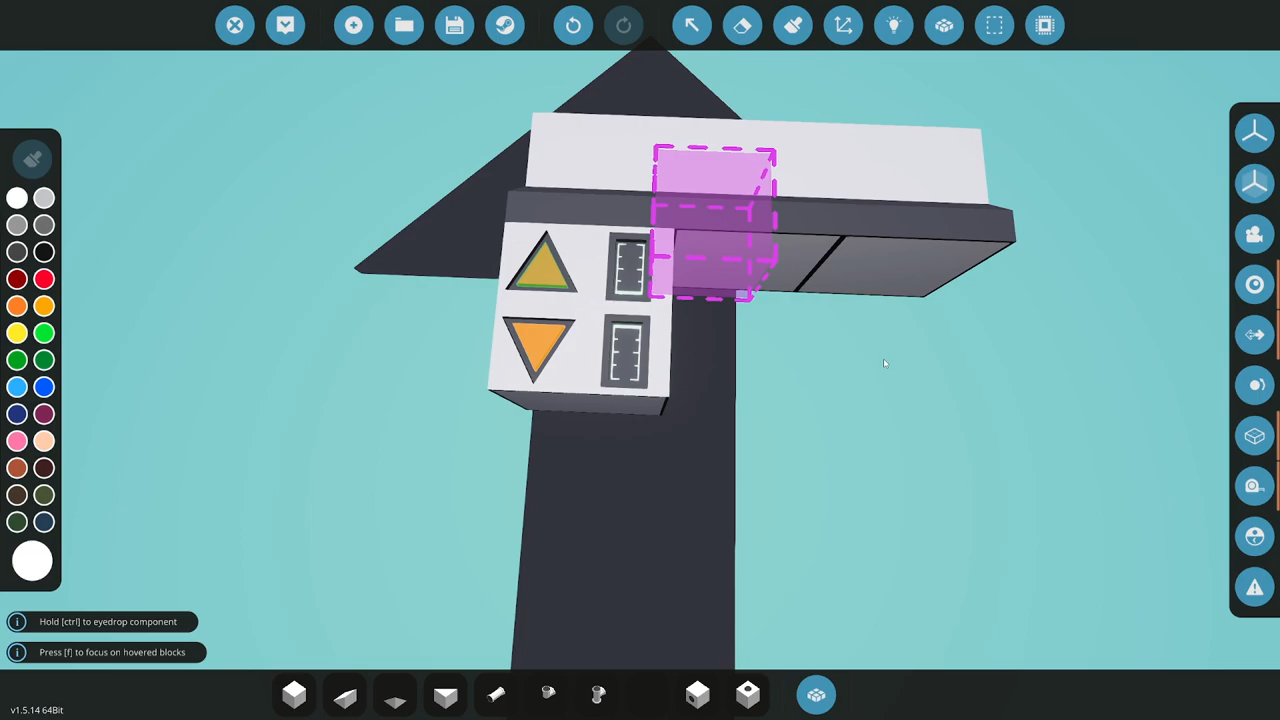 Hold [ctrl] to eyedrop component
Press [f] to focus on hovered blocks
v1.5.14 64Bit